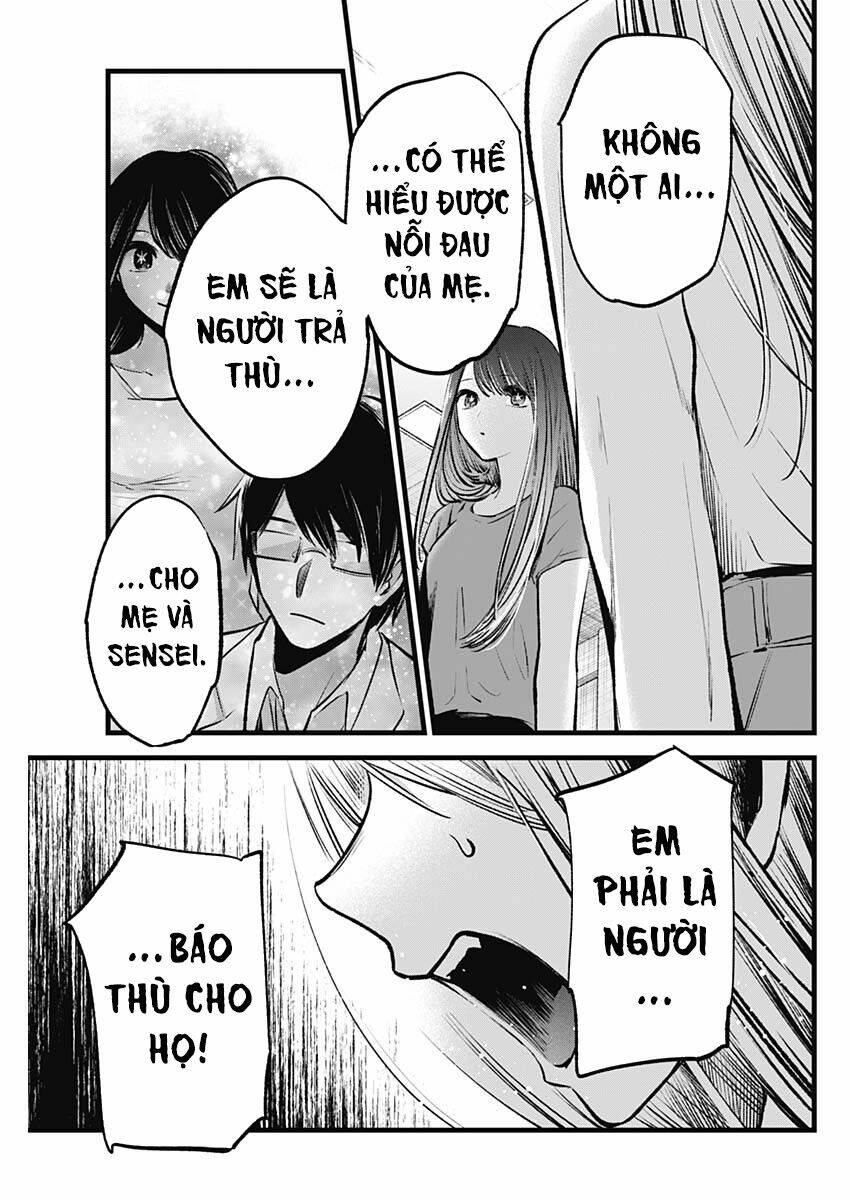 KHÔNG
MỘT AI...
...CÓ THỂ
HIỂU ĐƯỢC
NỖI ĐAU
CỦA MẸ.
EM SẼ LÀ
NGƯỜI TRẢ
THÙ...
...CHO
MẸ VÀ
SENSEI.
EM
PHẢI LÀ
NGƯỜI
...
...BÁO
THÙ CHO
HỌ!